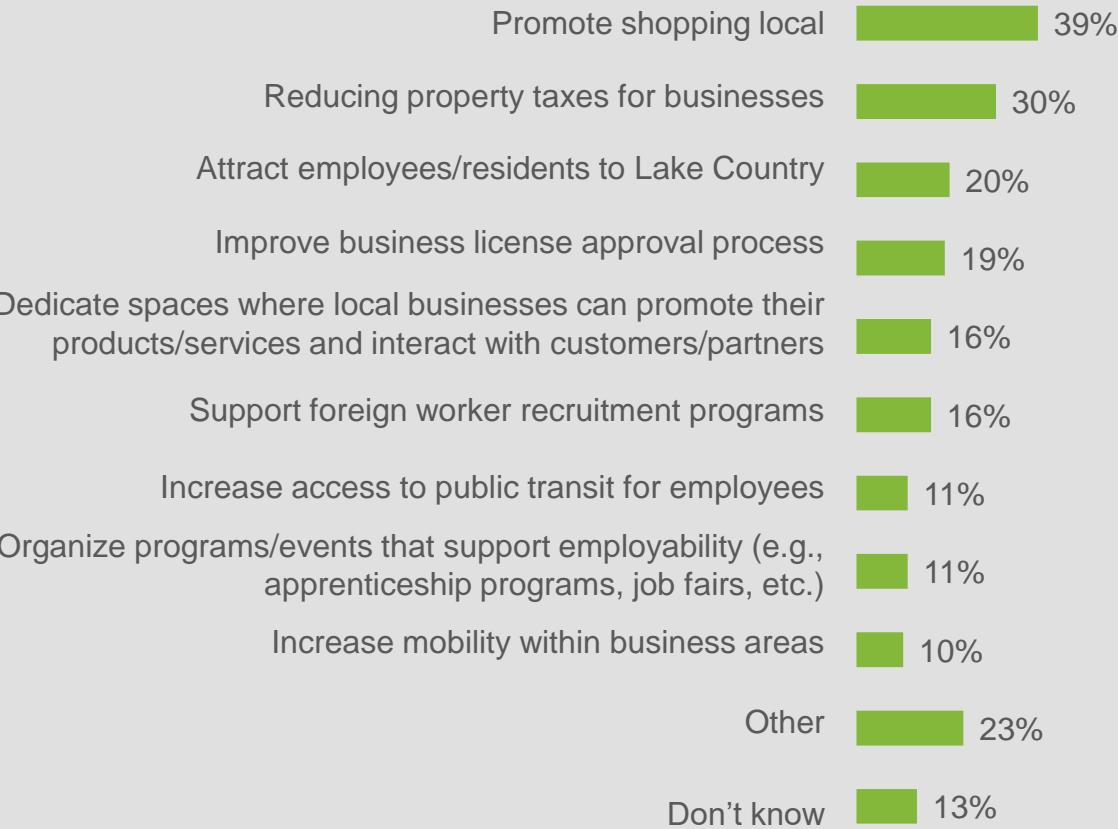 Promote shopping local 39%
Reducing property taxes for businesses 30%
Attract employees/residents to Lake Country 20%
Improve business license approval process 19%
Dedicate spaces where local businesses can promote their
products/services and interact with customers/partners 16%
Support foreign worker recruitment programs 16%
Increase access to public transit for employees 11%
Organize programs/events that support employability (e.g.,
apprenticeship programs, job fairs, etc.) 11%
Increase mobility within business areas 10%
Other 23%
Don’t know 13%